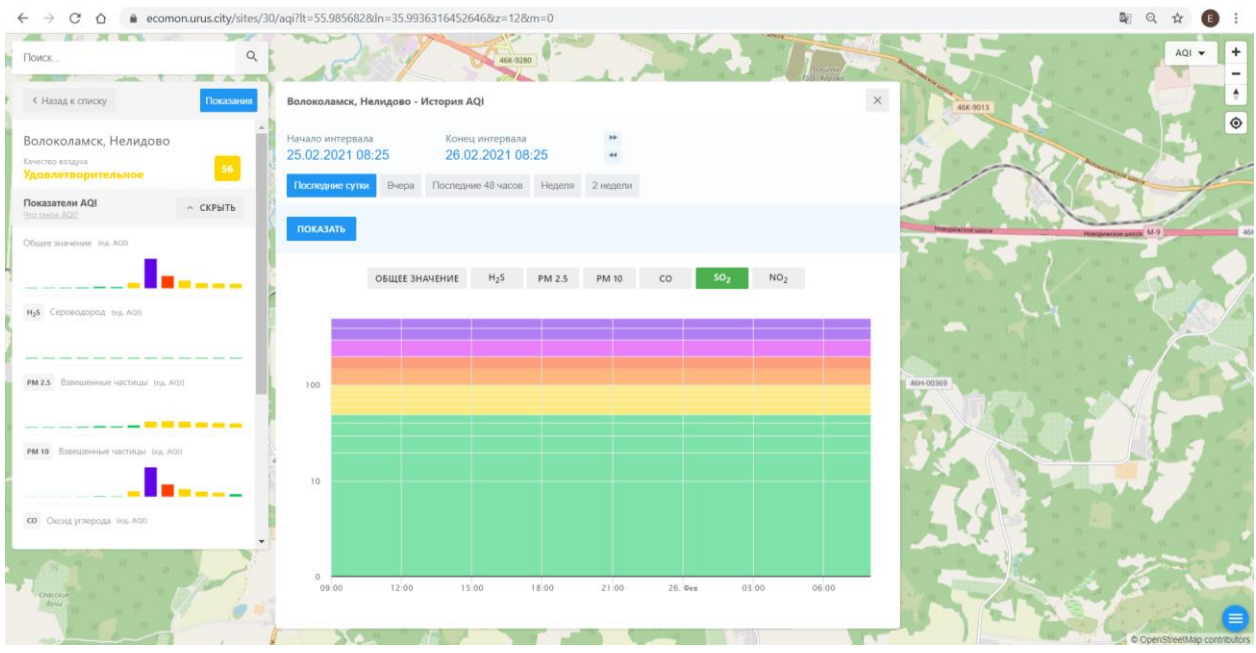 ecomon.urus.city/sites/30/aqi?lt=55.985682&ln=35.9936316452646&z=12&m=0
E
Поиск...
46К-9280
AQI
46К-9013
Назад к списку
Показания
Волоколамск, Нелидово - История AQI
Волоколамск, Нелидово
Качество воздуха
Удовлетворительное
56
Начало интервала
Конец интервала
25.02.2021 08:25
26.02.2021 08:25
Последние сутки
Вчера
Последние 48 часов
Неделя
2 недели
Показатели AQI
Что такое AQI?
СКРЫТЬ
ПОКАЗАТЬ
Новорижское шоссе
Новорижское шоссе
М-9
Общее значение (ед. AQI)
ОБЩЕЕ ЗНАЧЕНИЕ
H₂S
PM 2.5
PM 10
CO
SO₂
NO₂
H₂S Сероводород (ед. AQI)
PM 2.5 Взвешенные частицы (ед. AQI)
PM 10 Взвешенные частицы (ед. AQI)
CO Оксид углерода (ед. AQI)
100
10
0
09:00
12:00
15:00
18:00
21:00
26. Фев
03:00
06:00
46Н-00369
Спасские
© OpenStreetMap contributors